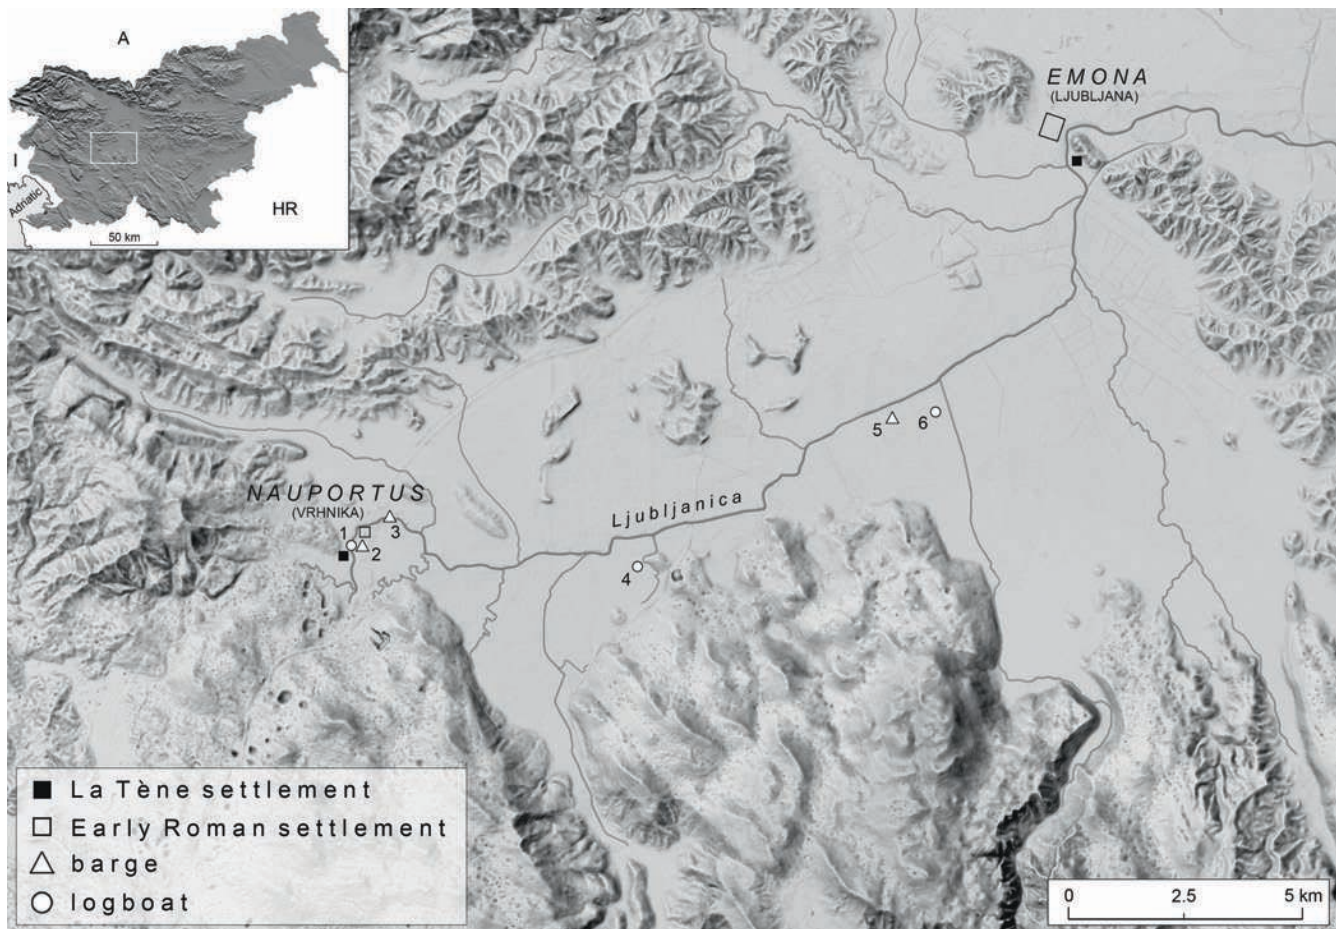 A
I
Adriatic
HR
50 km
EMONA
(LJUBLJANA)
5
6
NAUPORTUS
(VRHNIKA)
Ljubljanica
1
3
2
4
La Tène settlement
Early Roman settlement
barge
logboat
0 2.5 5 km